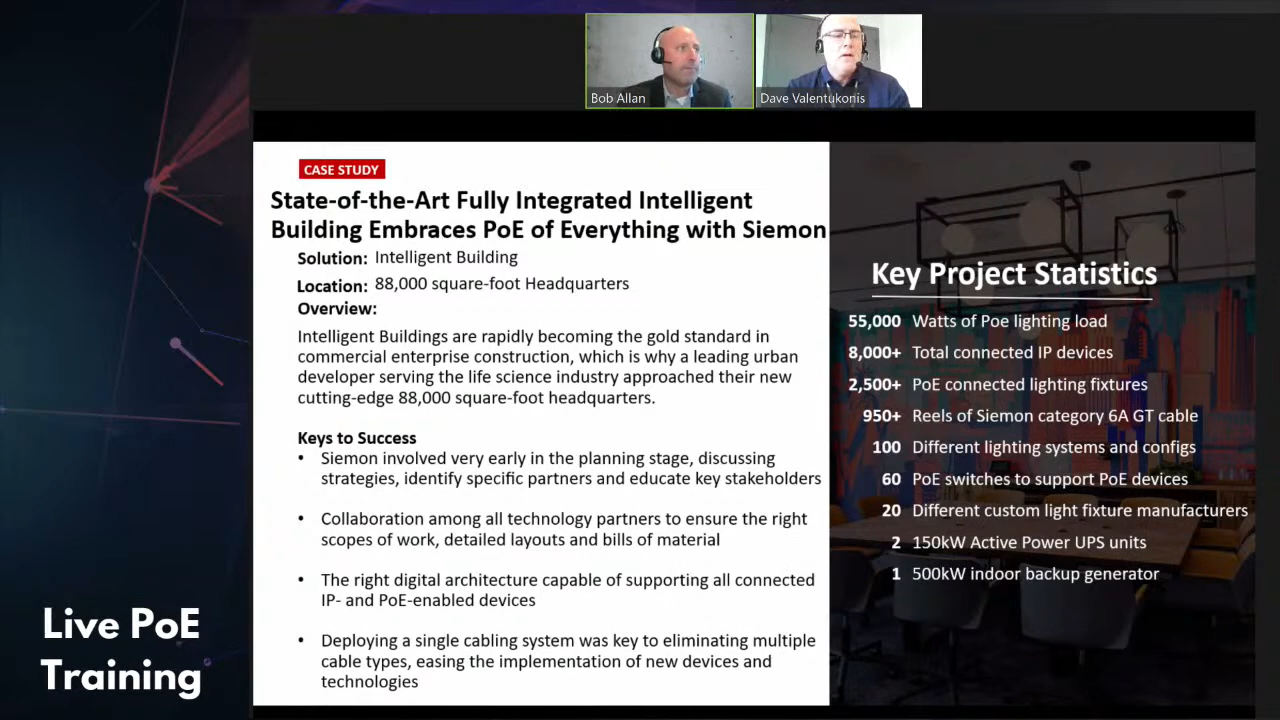 Bob Allan
Dave Valentukonis
CASE STUDY
State-of-the-Art Fully Integrated Intelligent
Building Embraces PoE of Everything with Siemon
Solution: Intelligent Building
Location: 88,000 square-foot Headquarters
Overview:
Intelligent Buildings are rapidly becoming the gold standard in
commercial enterprise construction, which is why a leading urban
developer serving the life science industry approached their new
cutting-edge 88,000 square-foot headquarters.
Keys to Success
• Siemon involved very early in the planning stage, discussing
strategies, identify specific partners and educate key stakeholders
• Collaboration among all technology partners to ensure the right
scopes of work, detailed layouts and bills of material
• The right digital architecture capable of supporting all connected
IP- and PoE-enabled devices
• Deploying a single cabling system was key to eliminating multiple
cable types, easing the implementation of new devices and
technologies
Key Project Statistics
55,000 Watts of Poe lighting load
8,000+ Total connected IP devices
2,500+ PoE connected lighting fixtures
950+ Reels of Siemon category 6A GT cable
100 Different lighting systems and configs
60 PoE switches to support PoE devices
20 Different custom light fixture manufacturers
2 150kW Active Power UPS units
1 500kW indoor backup generator
Live PoE
Training